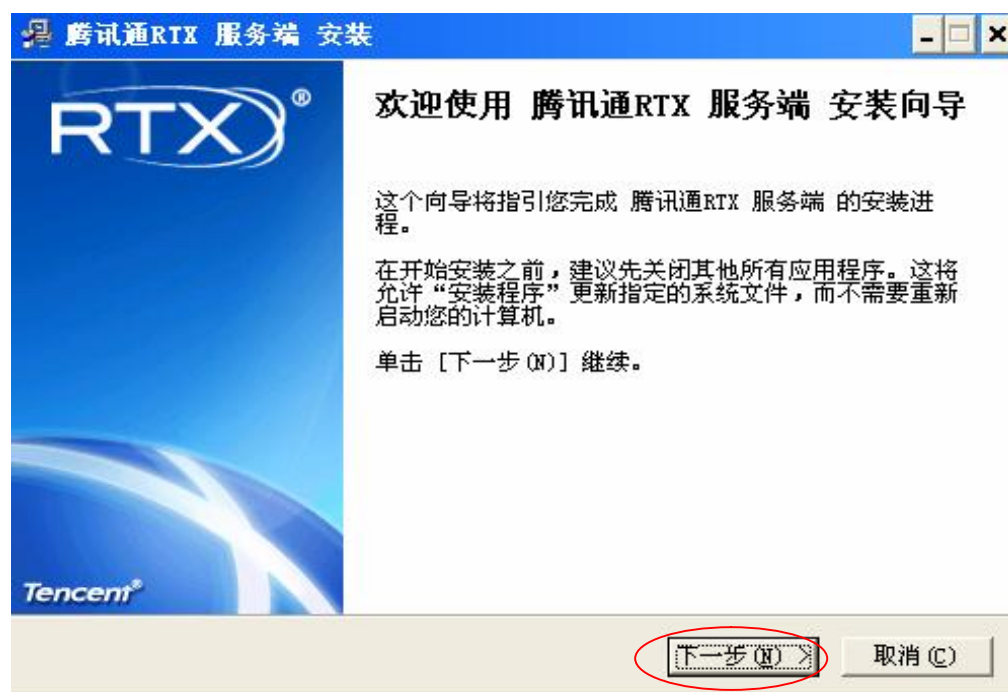 腾讯通RTX 服务端 安装
RTX®
欢迎使用 腾讯通RTX 服务端 安装向导
这个向导将指引您完成 腾讯通RTX 服务端 的安装进
程。
在开始安装之前，建议先关闭其他所有应用程序。这将
允许“安装程序”更新指定的系统文件，而不需要重新
启动您的计算机。
单击 [下一步(N)] 继续。
Tencent®
下一步(N) >
取消(C)